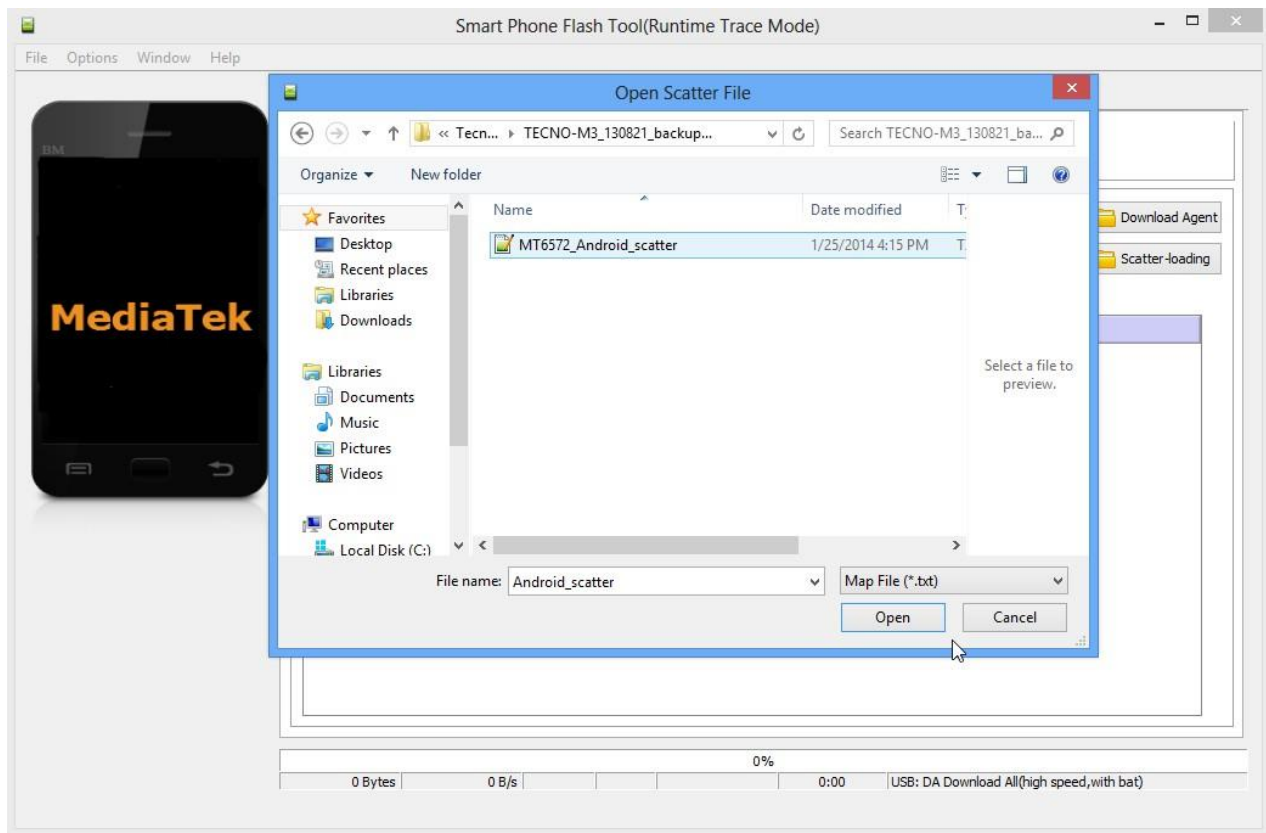 Smart Phone Flash Tool(Runtime Trace Mode)
File Options Window Help
BM
MediaTek
Open Scatter File
« Tecn... TECNO-M3_130821_backup...
Search TECNO-M3_130821_ba...
Organize New folder
Name Date modified
Favorites
Desktop
Recent places
Libraries
Downloads
Libraries
Documents
Music
Pictures
Videos
Computer
Local Disk (C:)
MT6572_Android_scatter 1/25/2014 4:15 PM T
Select a file to
preview.
File name: Android_scatter Map File (*.txt)
Open Cancel
Download Agent
Scatter-loading
0%
0 Bytes 0 B/s 0:00 USB: DA Download All(high speed,with bat)